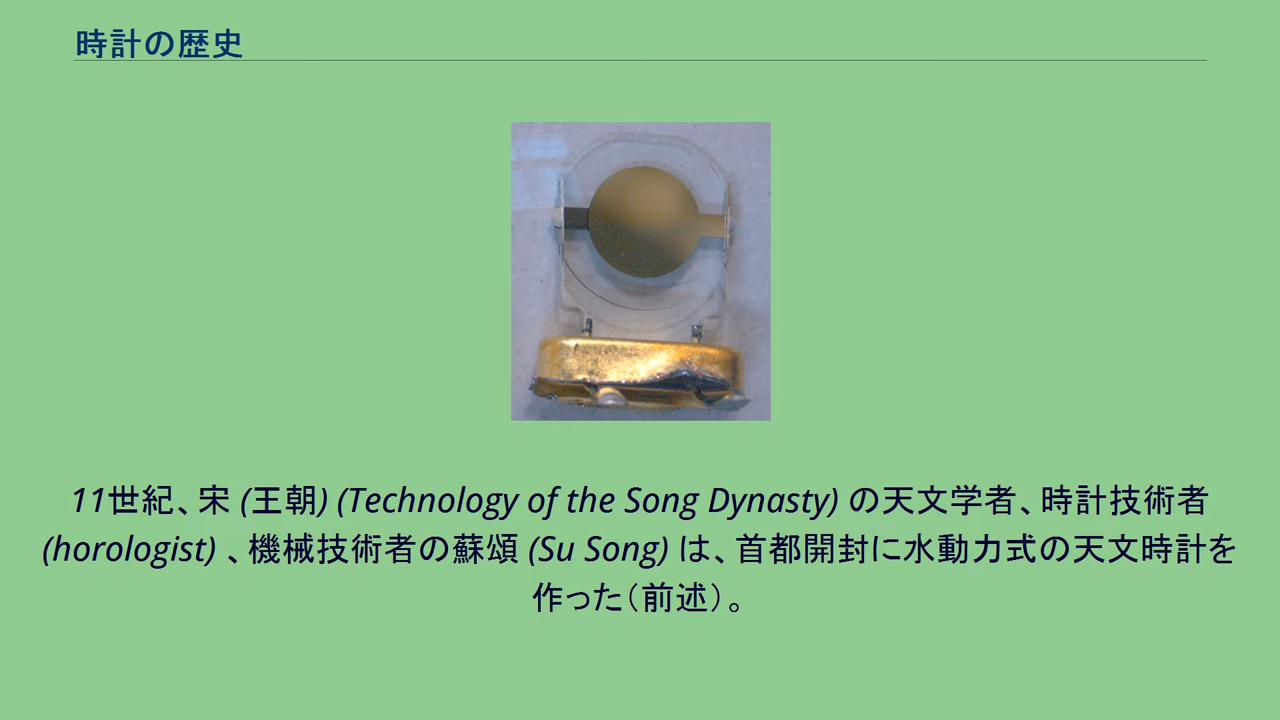 時計の歴史
11世紀、宋 (王朝) (Technology of the Song Dynasty) の天文学者、時計技術者
(horologist) 、機械技術者の蘇頌 (Su Song) は、首都開封に水動力式の天文時計を
作った（前述）。